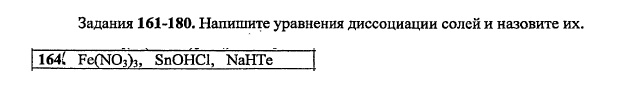 Задания 161-180. Напишите уравнения диссоциации солей и назовите их.
164. Fe(NO₃)₃, SnOHCl, NaHTe